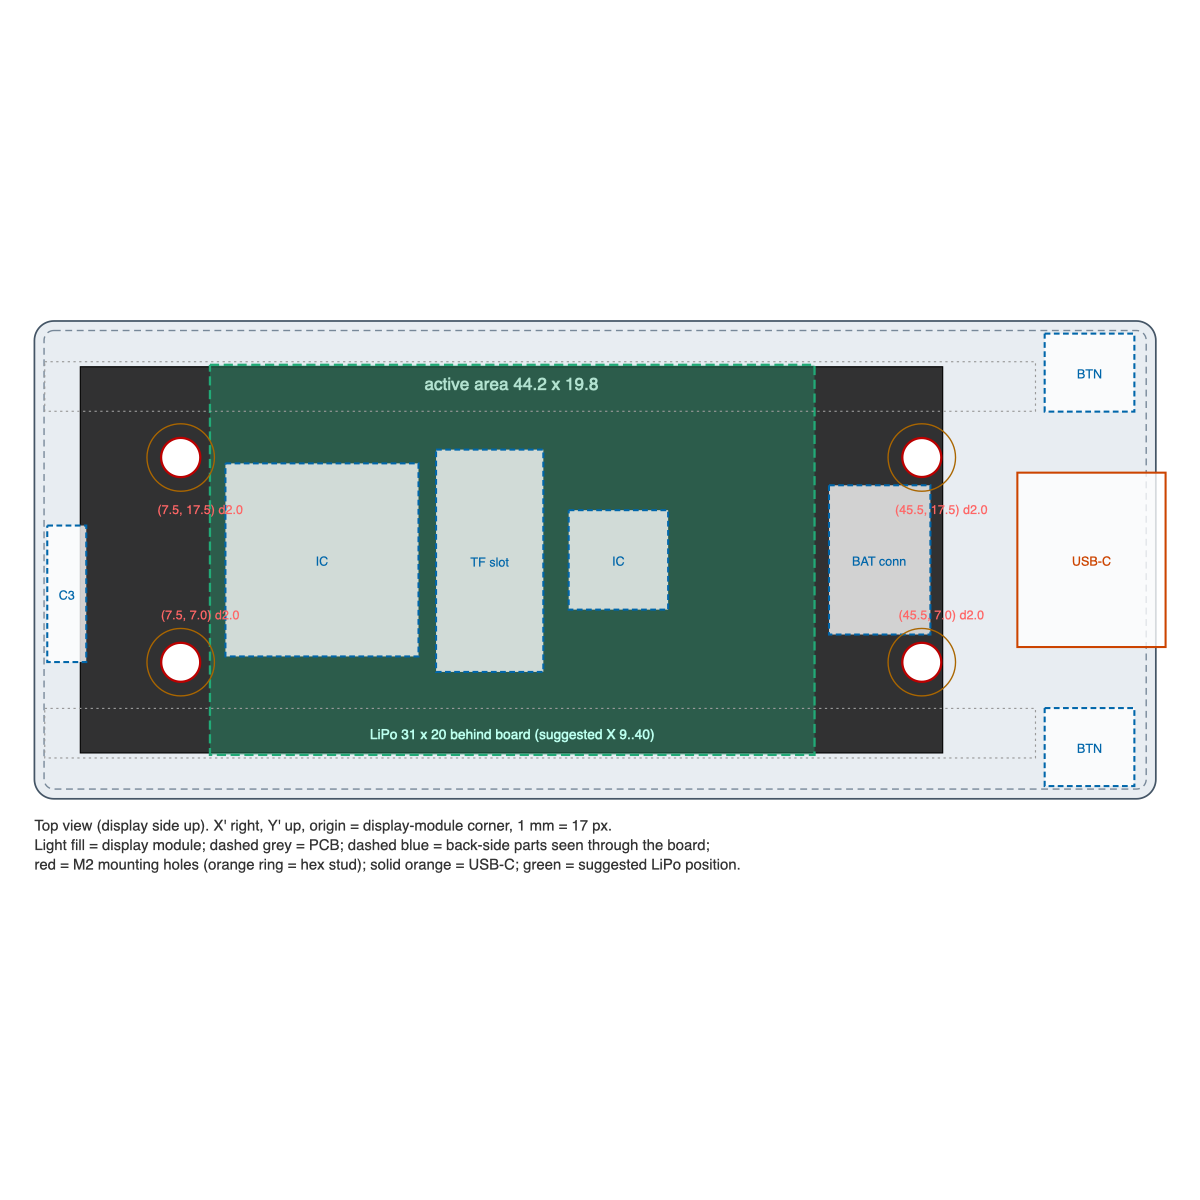 BTN
active area 44.2 x 19.8
(7.5, 17.5) d2.0
(45.5, 17.5) d2.0
IC
TF slot
IC
BAT conn
USB-C
C3
(7.5, 7.0) d2.0
(45.5, 7.0) d2.0
LiPo 31 x 20 behind board (suggested X 9..40)
BTN
Top view (display side up). X' right, Y' up, origin = display-module corner, 1 mm = 17 px.
Light fill = display module; dashed grey = PCB; dashed blue = back-side parts seen through the board;
red = M2 mounting holes (orange ring = hex stud); solid orange = USB-C; green = suggested LiPo position.